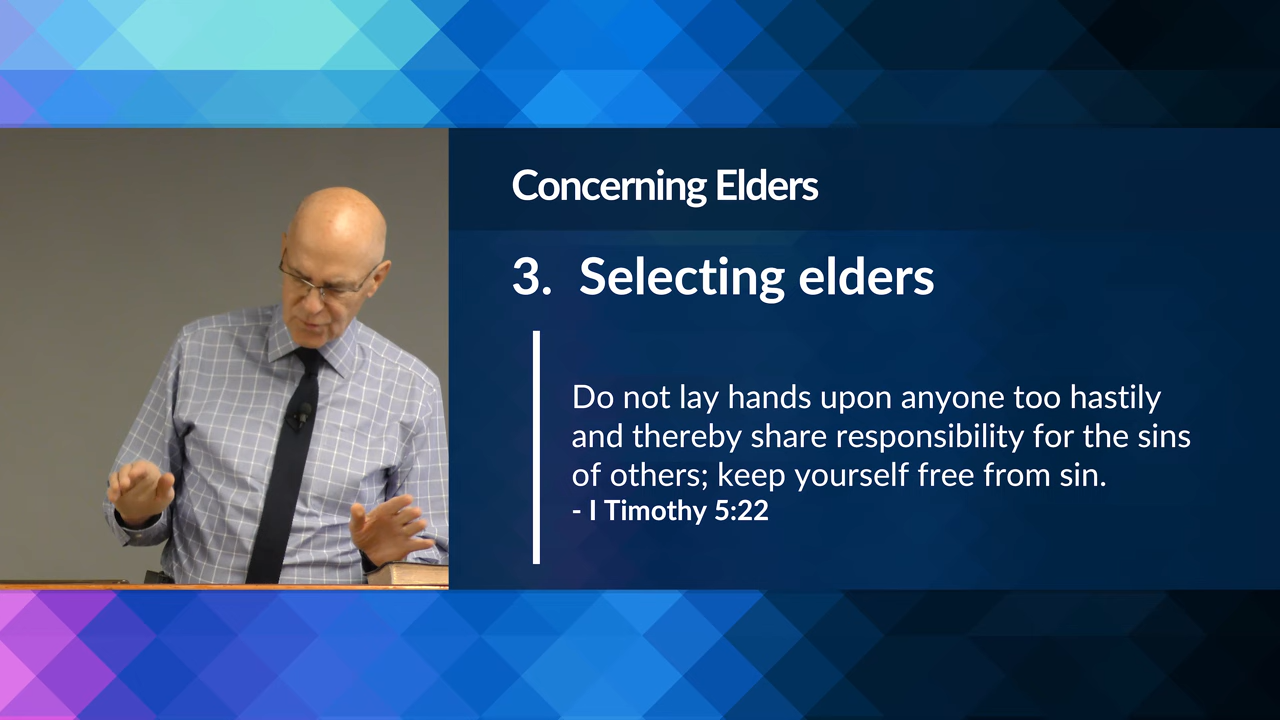 Concerning Elders
3. Selecting elders
Do not lay hands upon anyone too hastily
and thereby share responsibility for the sins
of others; keep yourself free from sin.
- I Timothy 5:22